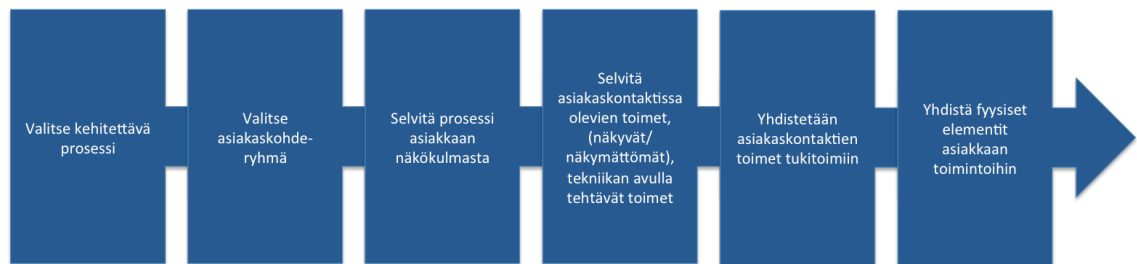 Valitse kehitettävä
prosessi
Valitse
asiakaskohde-
ryhmä
Selvitä prosessi
asiakkaan
näkökulmasta
Selvitä
asiakaskontaktissa
olevien toimet,
(näkyvät/
näkymättömät),
tekniikan avulla
tehtävät toimet
Yhdistetään
asiakaskontaktien
toimet tukitoimiin
Yhdistä fyysiset
elementit
asiakkaan
toimintoihin